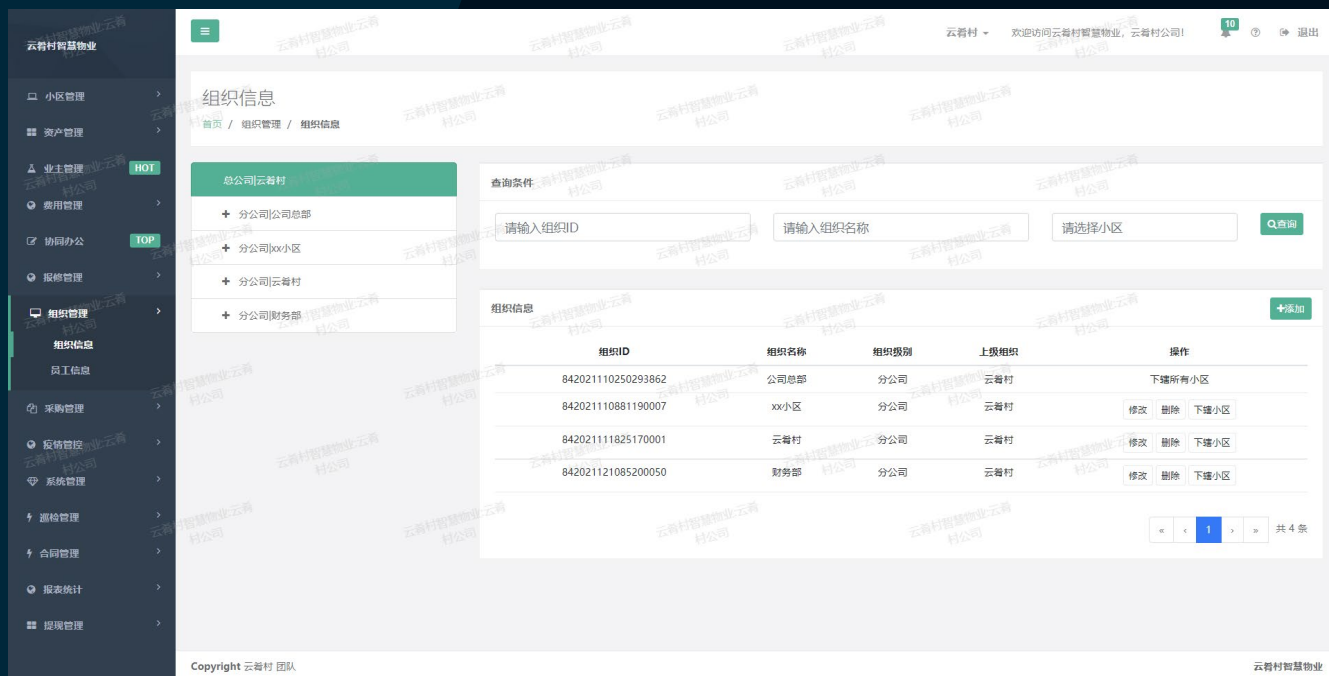 云肴村智慧物业
云肴村
欢迎访问云肴村智慧物业，云肴村公司！
10
退出
小区管理
资产管理
业主管理 HOT
费用管理
协同办公 TOP
报修管理
组织管理
组织信息
员工信息
采购管理
疫情管控
系统管理
巡检管理
合同管理
报表统计
提现管理
组织信息
首页 / 组织管理 / 组织信息
总公司|云肴村
分公司|公司总部
分公司|xx小区
分公司|云肴村
分公司|财务部
查询条件
请输入组织ID 请输入组织名称 请选择小区 查询
组织信息 添加
组织ID 组织名称 组织级别 上级组织 操作
842021110250293862 公司总部 分公司 云肴村 下辖所有小区
842021110881190007 xx小区 分公司 云肴村 修改 删除 下辖小区
842021111825170001 云肴村 分公司 云肴村 修改 删除 下辖小区
842021121085200050 财务部 分公司 云肴村 修改 删除 下辖小区
« ‹ 1 › » 共 4 条
Copyright 云肴村 团队
云肴村智慧物业
云肴村智慧物业:云肴
村公司